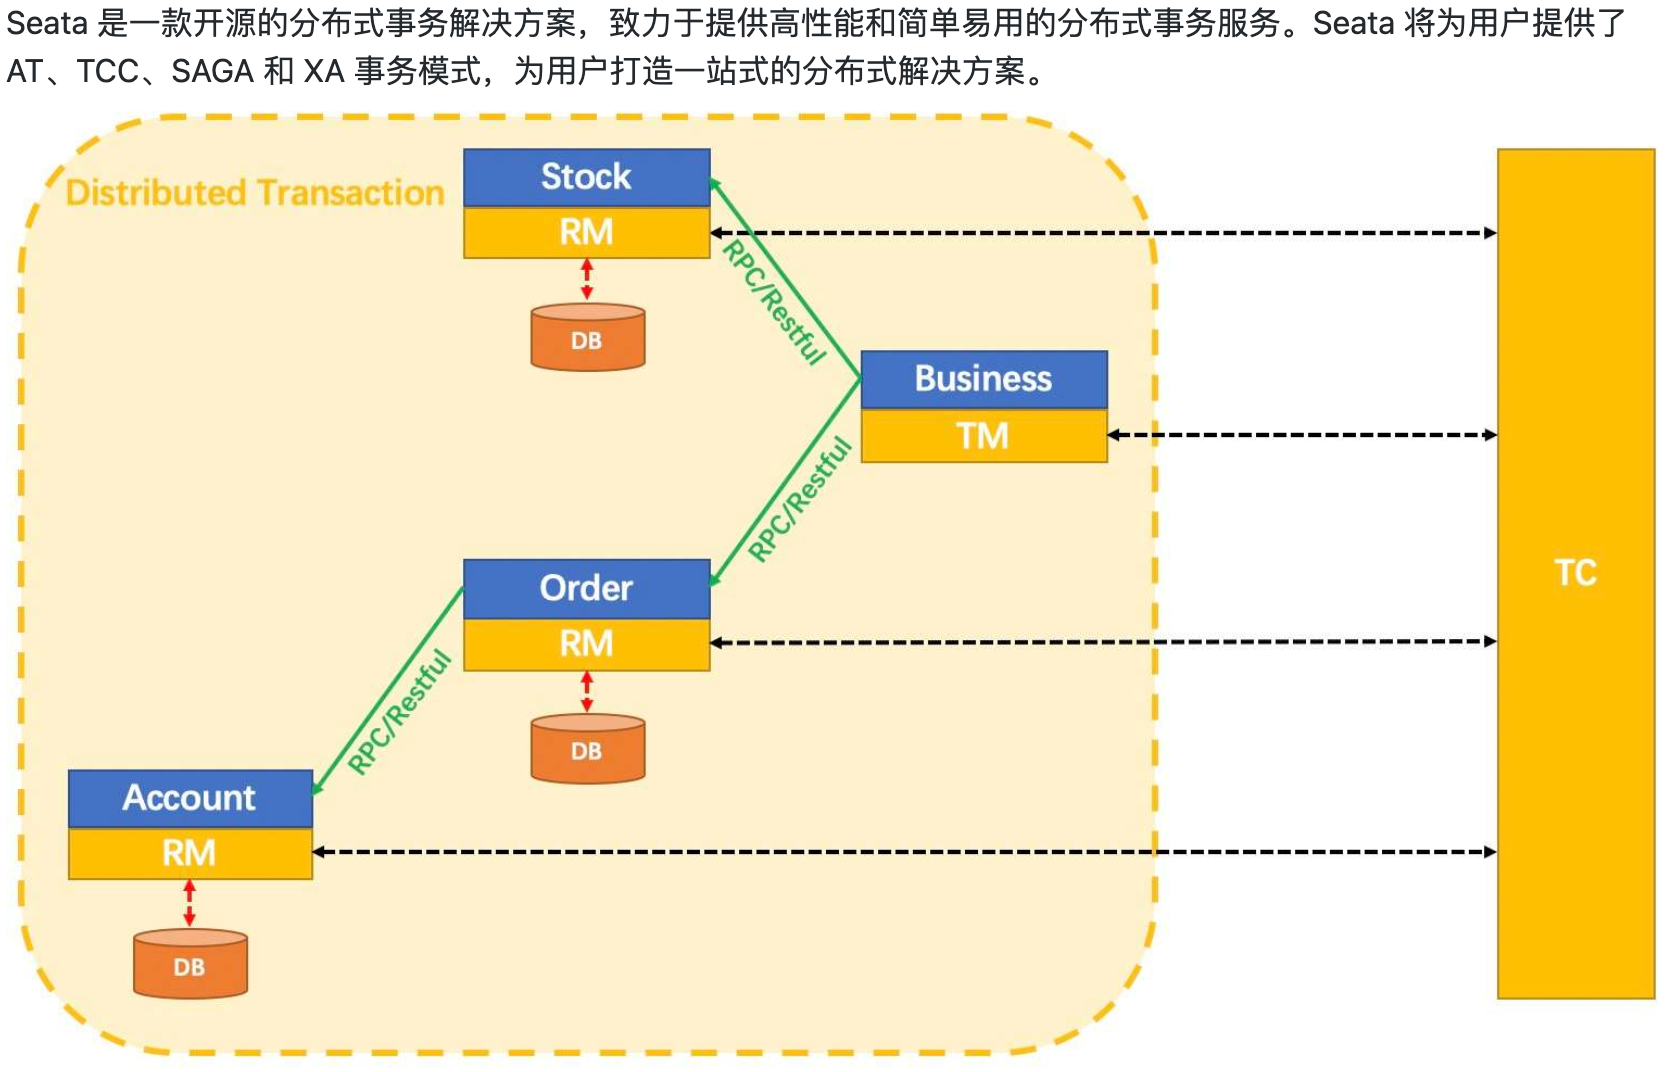 Seata 是一款开源的分布式事务解决方案，致力于提供高性能和简单易用的分布式事务服务。Seata 将为用户提供了
AT、TCC、SAGA 和 XA 事务模式，为用户打造一站式的分布式解决方案。
Distributed Transaction
Stock
RM
DB
RPC/Restful
Business
TM
RPC/Restful
TC
Order
RM
DB
RPC/Restful
Account
RM
DB